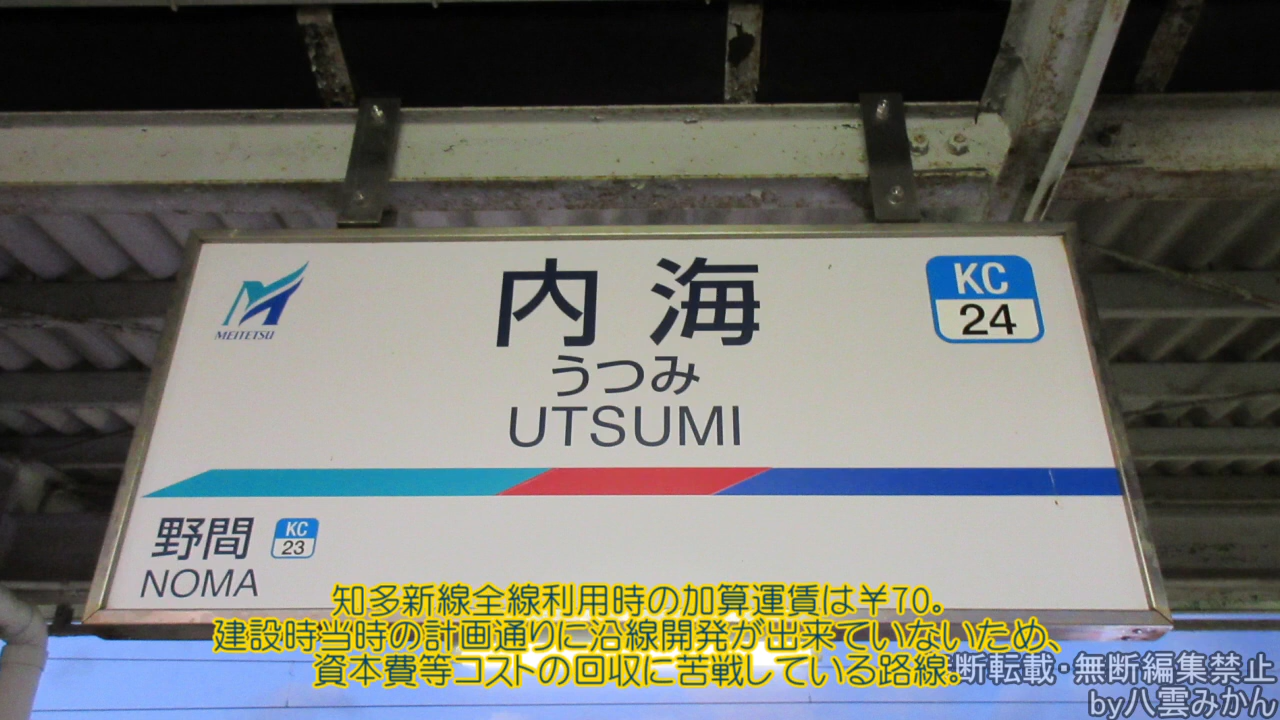 内海
うつみ
UTSUMI
MEITETSU
KC
24
野間
KC
23
NOMA
知多新線全線利用時の加算運賃は¥70。
建設時当時の計画通りに沿線開発が出来ていないため、
資本費等コストの回収に苦戦している路線。
断転載・無断編集禁止
by八雲みかん